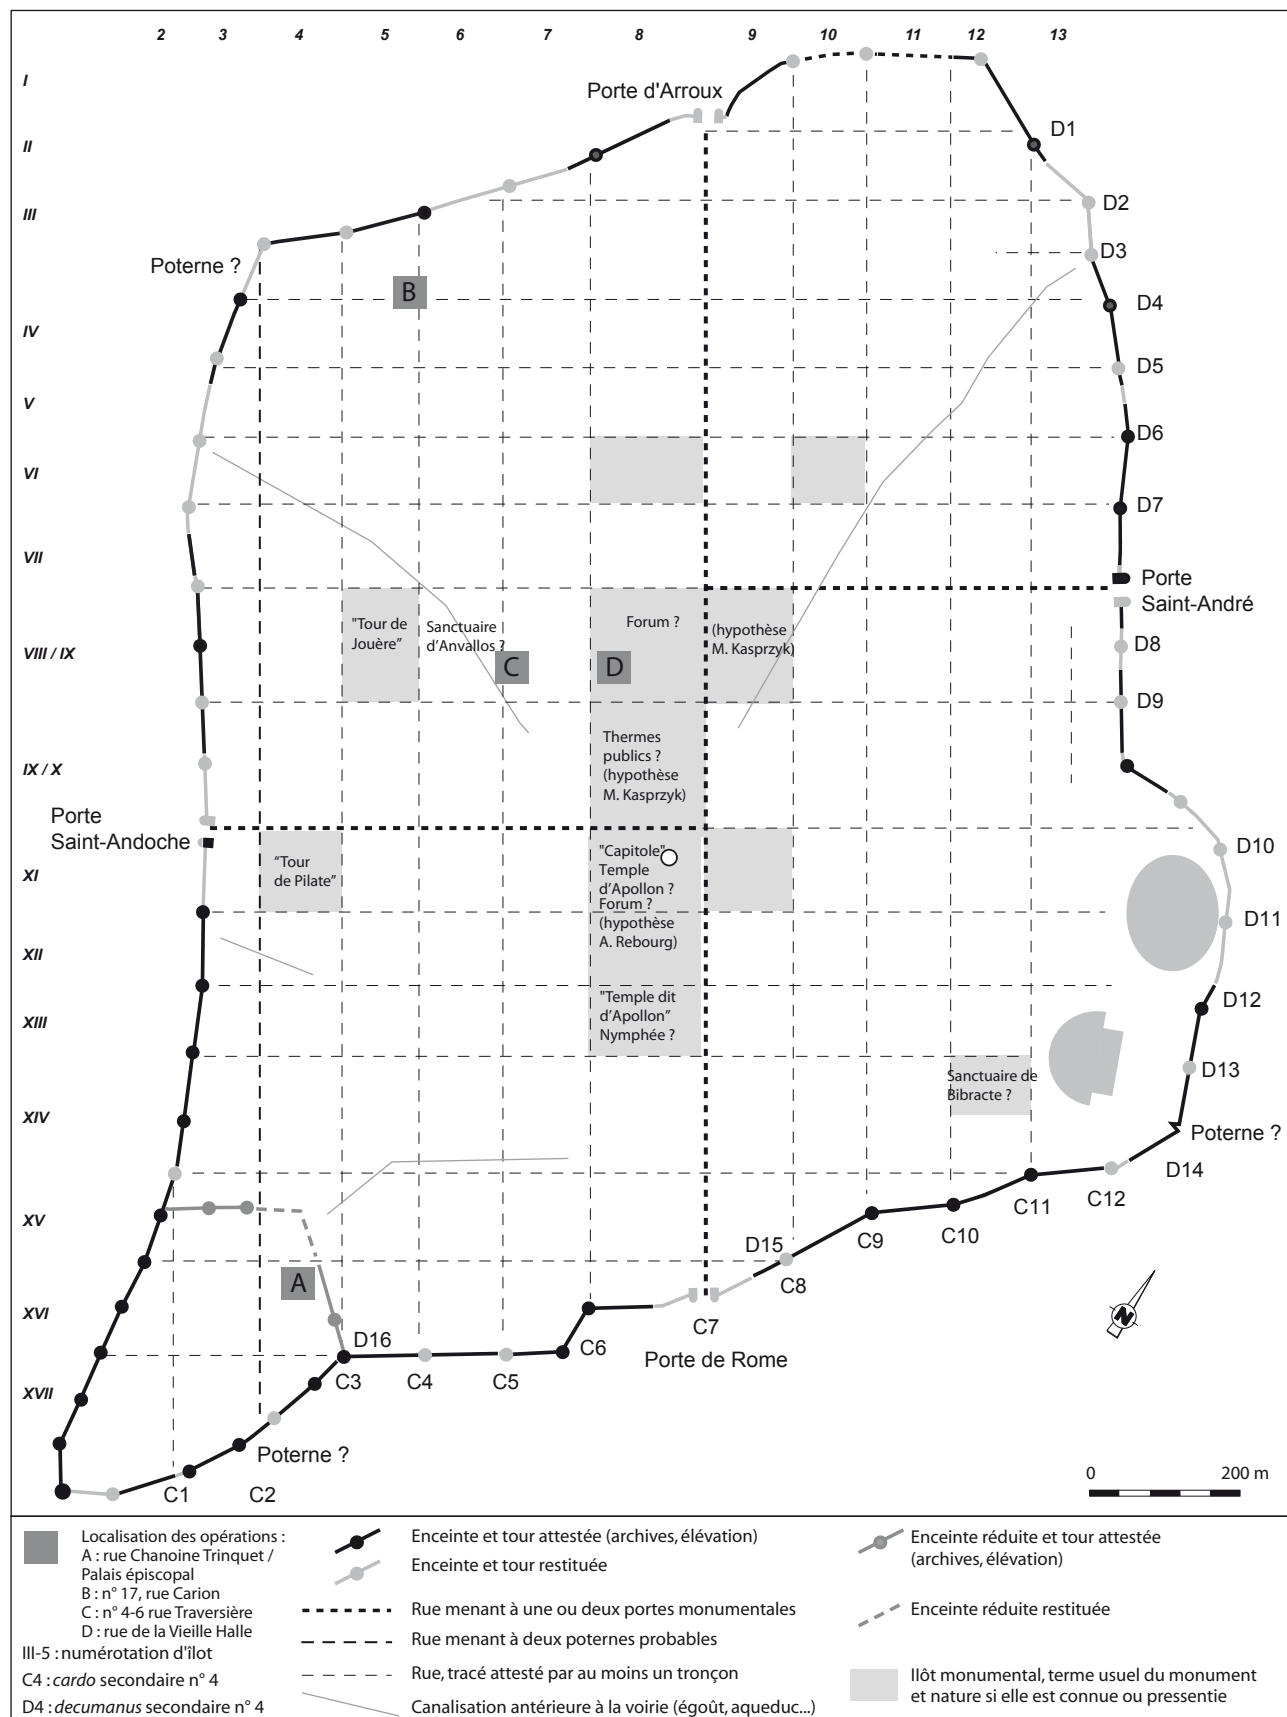 2 3 4 5 6 7 8 9 10 11 12 13
I
Porte d'Arroux
D1
II
III
D2
D3
Poterne ?
B
D4
IV
D5
V
D6
VI
D7
VII
Porte
Saint-André
"Tour de
Jouère"
Sanctuaire
d'Anvallos ?
Forum ?
(hypothèse
M. Kasprzyk)
VIII / IX
C
D
D8
D9
Thermes
publics ?
(hypothèse
M. Kasprzyk)
IX / X
Porte
Saint-Andoche
"Tour
de Pilate"
"Capitole"
Temple
d'Apollon ?
Forum ?
(hypothèse
A. Rebourg)
D10
XI
D11
XII
"Temple dit
d'Apollon"
Nymphée ?
D12
XIII
Sanctuaire de
Bibracte ?
D13
XIV
Poterne ?
D14
C12
C11
C10
C9
XV
D15
C8
A
XVI
C7
Porte de Rome
D16
C6
C3
C4
C5
XVII
Poterne ?
C1
C2
N
0 200 m
Localisation des opérations :
A : rue Chanoine Trinquet /
Palais épiscopal
B : n° 17, rue Carion
C : n° 4-6 rue Traversière
D : rue de la Vieille Halle
III-5 : numérotation d'îlot
C4 : cardo secondaire n° 4
D4 : decumanus secondaire n° 4
Enceinte et tour attestée (archives, élévation)
Enceinte et tour restituée
Rue menant à une ou deux portes monumentales
Rue menant à deux poternes probables
Rue, tracé attesté par au moins un tronçon
Canalisation antérieure à la voirie (égoût, aqueduc...)
Enceinte réduite et tour attestée
(archives, élévation)
Enceinte réduite restituée
Ilôt monumental, terme usuel du monument
et nature si elle est connue ou pressentie